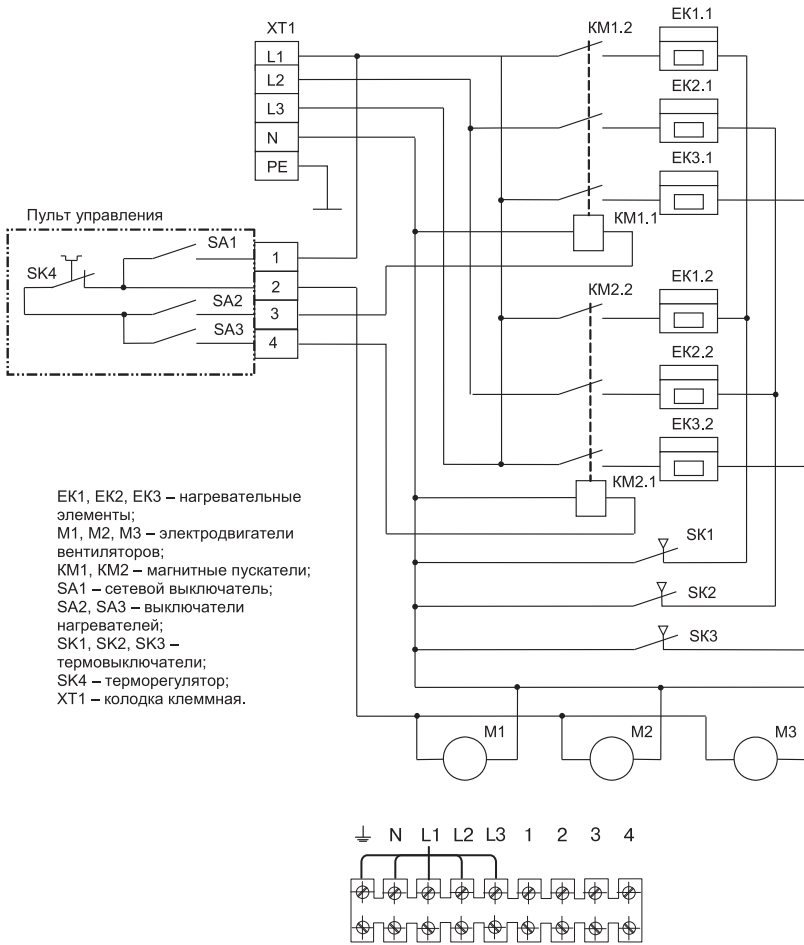 XT1
L1
L2
L3
N
PE
KM1.2
EK1.1
EK2.1
EK3.1
KM1.1
Пульт управления
SK4
SA1
SA2
SA3
1
2
3
4
KM2.2
EK1.2
EK2.2
EK3.2
KM2.1
SK1
SK2
SK3
M1
M2
M3
EK1, EK2, EK3 – нагревательные
элементы;
M1, M2, M3 – электродвигатели
вентиляторов;
KM1, KM2 – магнитные пускатели;
SA1 – сетевой выключатель;
SA2, SA3 – выключатели
нагревателей;
SK1, SK2, SK3 –
термовыключатели;
SK4 – терморегулятор;
XT1 – колодка клеммная.
N L1 L2 L3 1 2 3 4